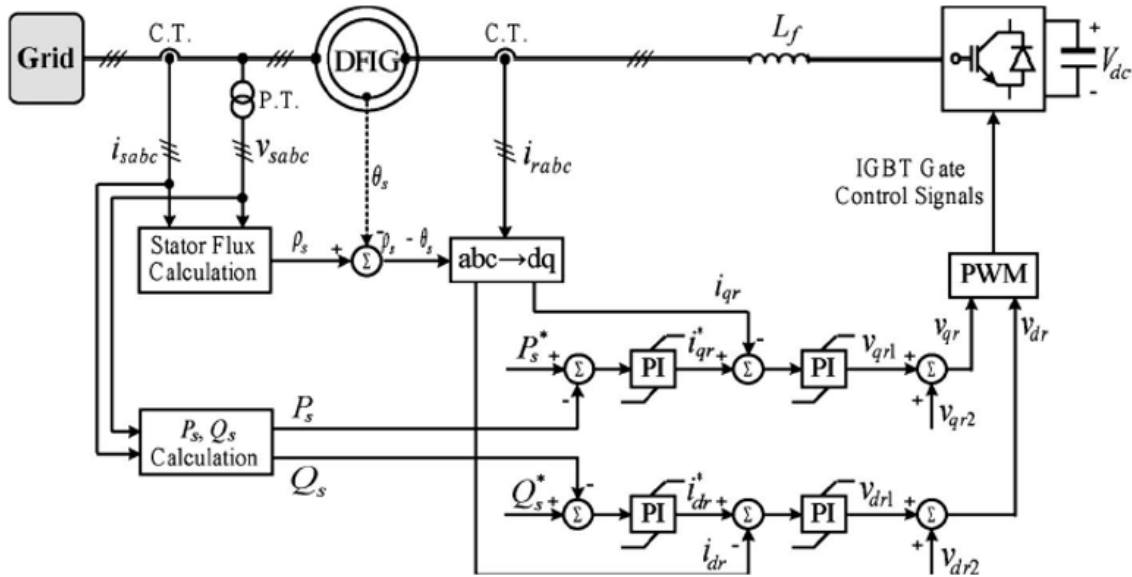 C.T.
C.T.
L_f
Grid
DFIG
V_dc
+
-
P.T.
i_sabc
v_sabc
θ_s
i_rabc
IGBT Gate
Control Signals
Stator Flux
Calculation
ρ_s
+
Σ
-
ρ_s - θ_s
abc→dq
PWM
i_qr
v_qr
v_dr
P_s*
+
Σ
-
PI
i_qr*
+
Σ
-
PI
v_qr1
+
Σ
+
v_qr2
P_s, Q_s
Calculation
P_s
Q_s
Q_s*
+
Σ
-
PI
i_dr*
+
Σ
-
i_dr
PI
v_dr1
+
Σ
+
v_dr2